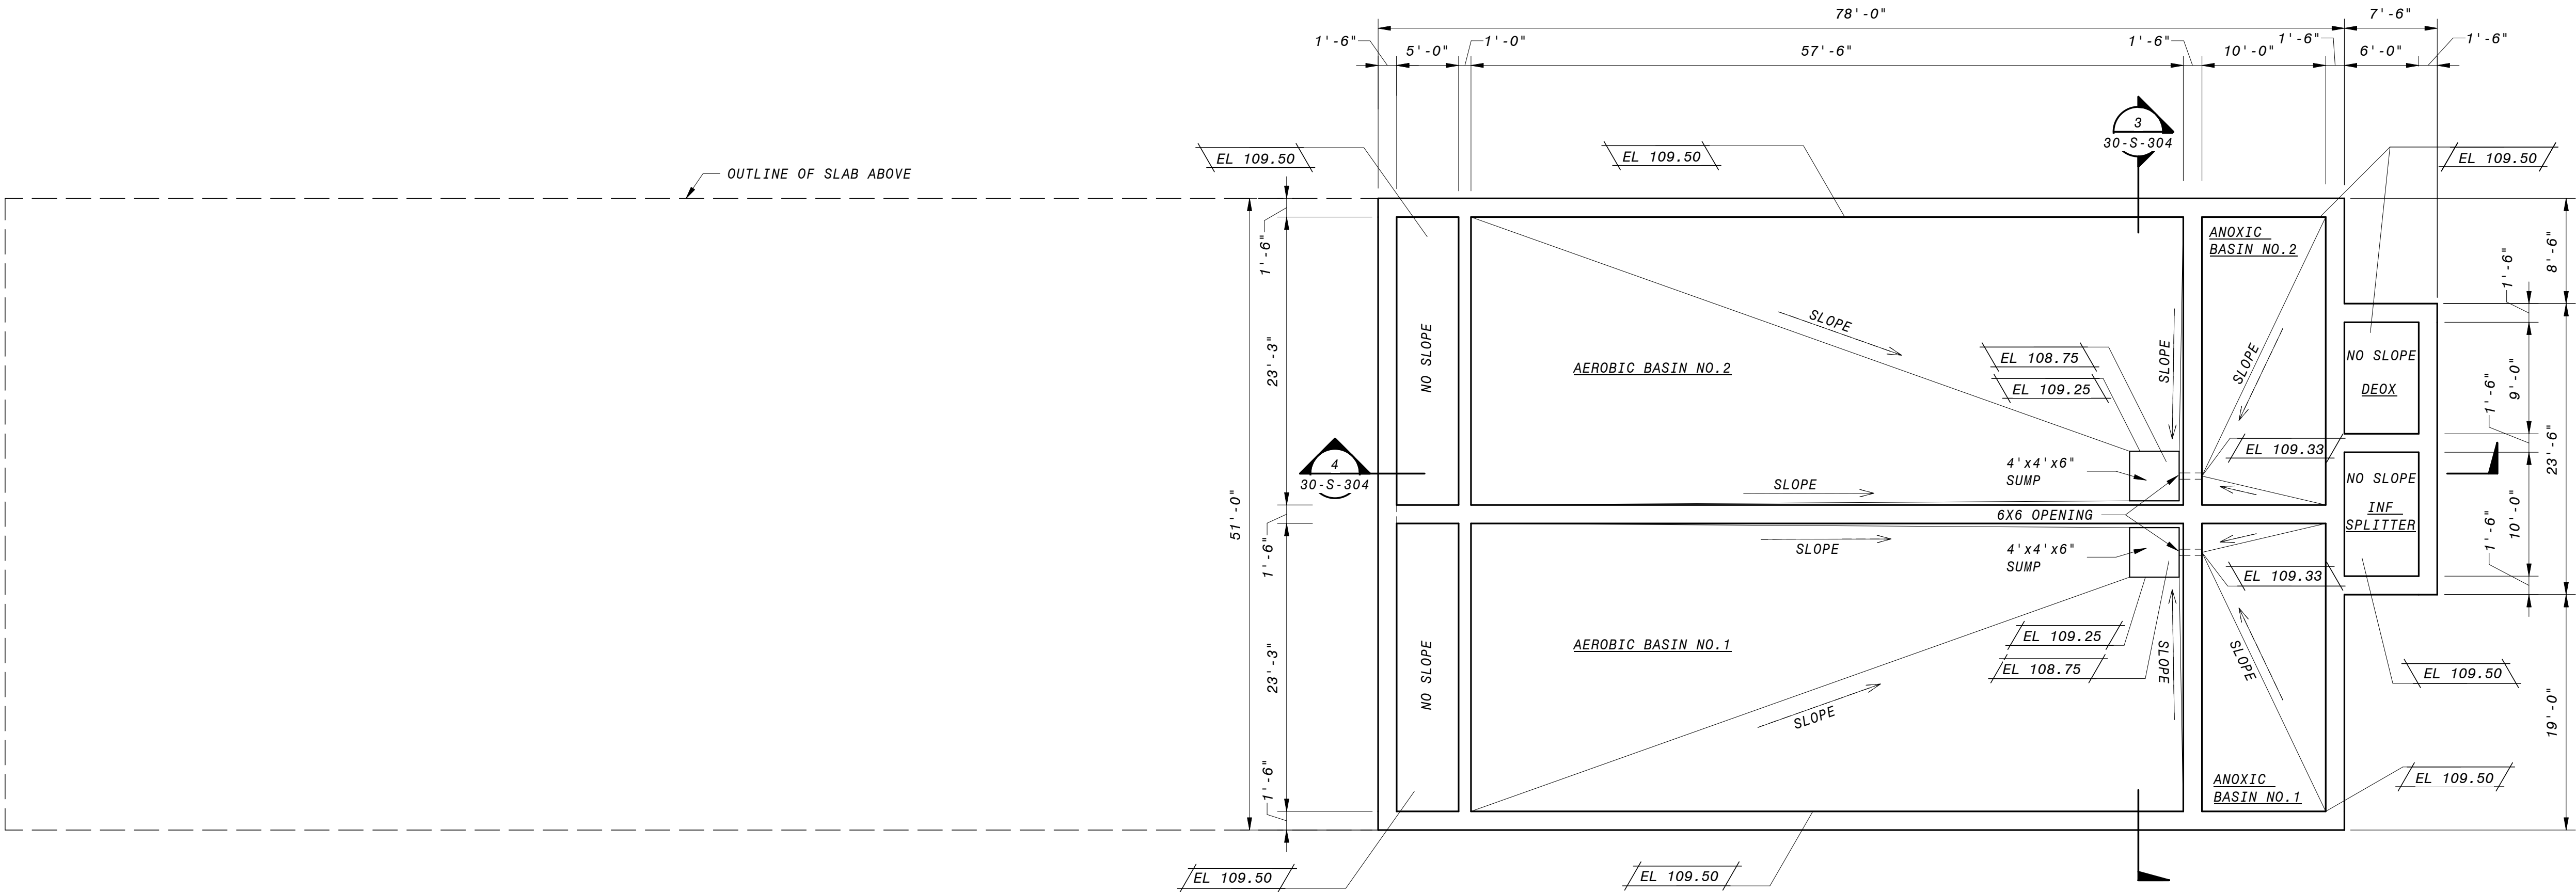 78'-0"
7'-6"
1'-6"
5'-0"
1'-0"
57'-6"
1'-6"
10'-0"
1'-6"
6'-0"
1'-6"
3
30-S-304
EL 109.50
EL 109.50
EL 109.50
OUTLINE OF SLAB ABOVE
ANOXIC
BASIN NO.2
1'-6"
8'-6"
1'-6"
SLOPE
SLOPE
SLOPE
NO SLOPE
23'-3"
AEROBIC BASIN NO.2
EL 108.75
EL 109.25
NO SLOPE
DEOX
9'-0"
1'-6"
EL 109.33
4
30-S-304
4'x4'x6"
SUMP
SLOPE
NO SLOPE
INF
SPLITTER
23'-6"
10'-0"
51'-0"
1'-6"
6X6 OPENING
1'-6"
SLOPE
4'x4'x6"
SUMP
EL 109.33
EL 109.25
EL 108.75
AEROBIC BASIN NO.1
NO SLOPE
23'-3"
SLOPE
SLOPE
SLOPE
EL 109.50
19'-0"
1'-6"
ANOXIC
BASIN NO.1
EL 109.50
EL 109.50
EL 109.50